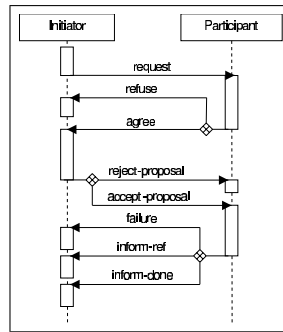 Initiator Participant
request
refuse
agree
reject-proposal
accept-proposal
failure
inform-ref
inform-done